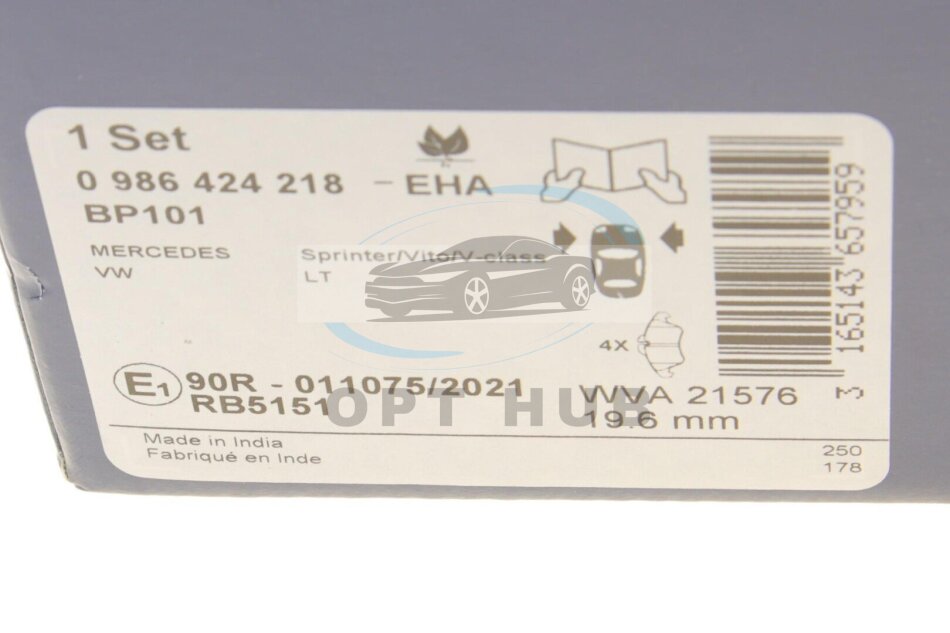 1 Set
0 986 424 218 - EHA
BP101
MERCEDES Sprinter/Vito/V-class
VW LT
4X
E1 90R - 011075/2021
RB5151
WVA 21576
19.6 mm
OPT HUB
Made in India
Fabriqué en Inde
250
178
3 165143 657959